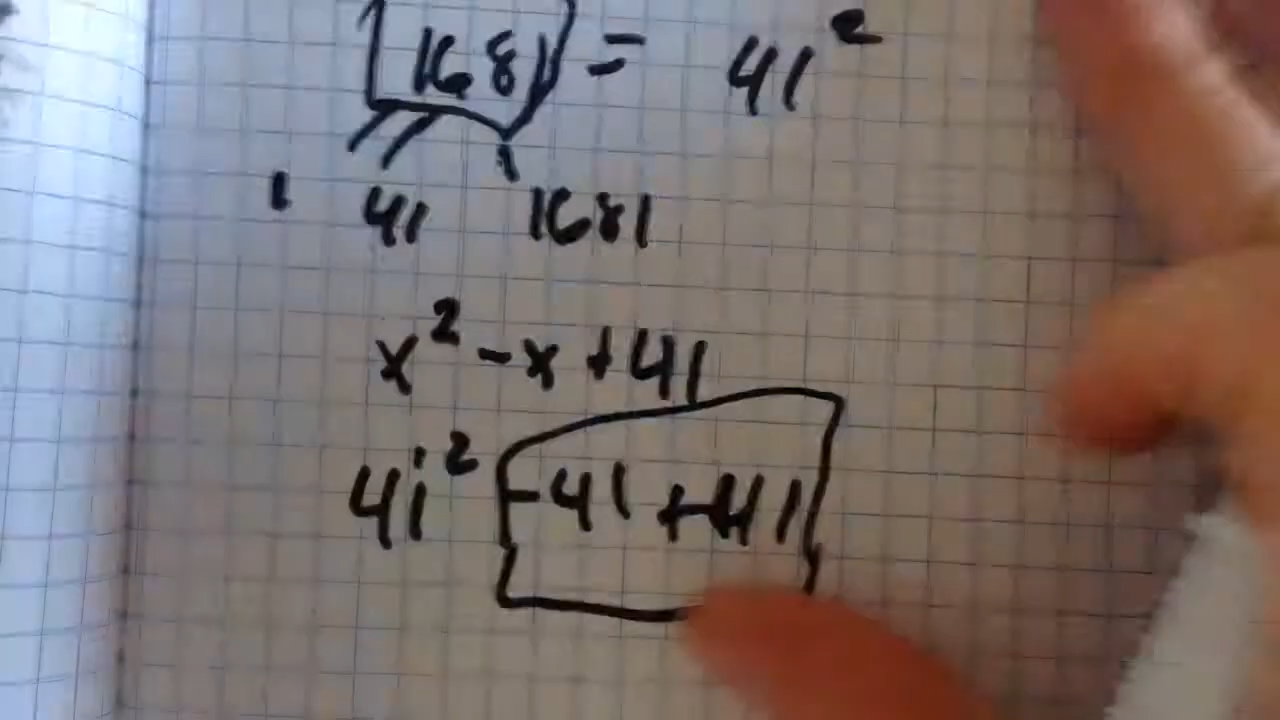 1681 = 41²
1 41 1681
x² - x + 41
41² - 41 + 41